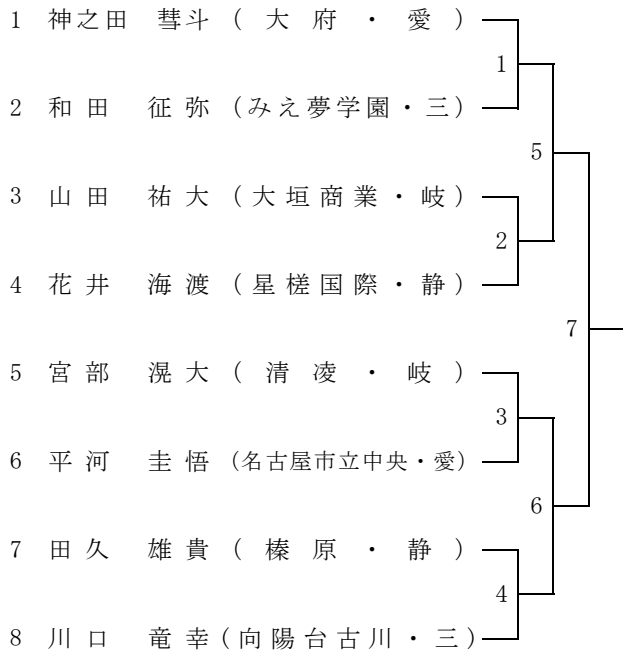 1 神之田 彗斗 (大府・愛)
1
2 和田 征弥 (みえ夢学園・三)
5
3 山田 祐大 (大垣商業・岐)
2
4 花井 海渡 (星槎国際・静)
7
5 宮部 滉大 (清凌・岐)
3
6 平河 圭悟 (名古屋市立中央・愛)
6
7 田久 雄貴 (榛原・静)
4
8 川口 竜幸 (向陽台古川・三)